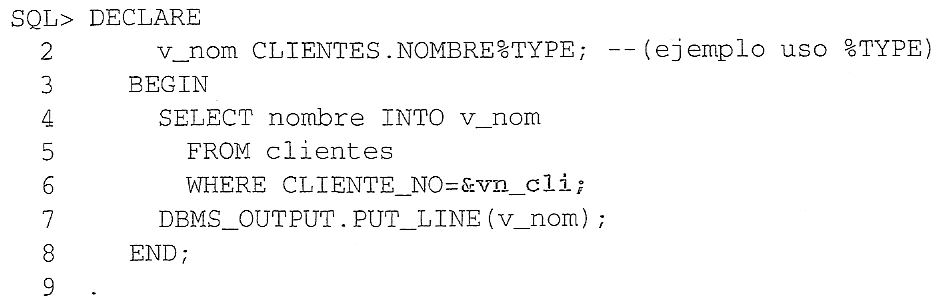 SQL> DECLARE
2 v_nom CLIENTES.NOMBRE%TYPE; --(ejemplo uso %TYPE)
3 BEGIN
4 SELECT nombre INTO v_nom
5 FROM clientes
6 WHERE CLIENTE_NO=&vn_cli;
7 DBMS_OUTPUT.PUT_LINE(v_nom);
8 END;
9 .